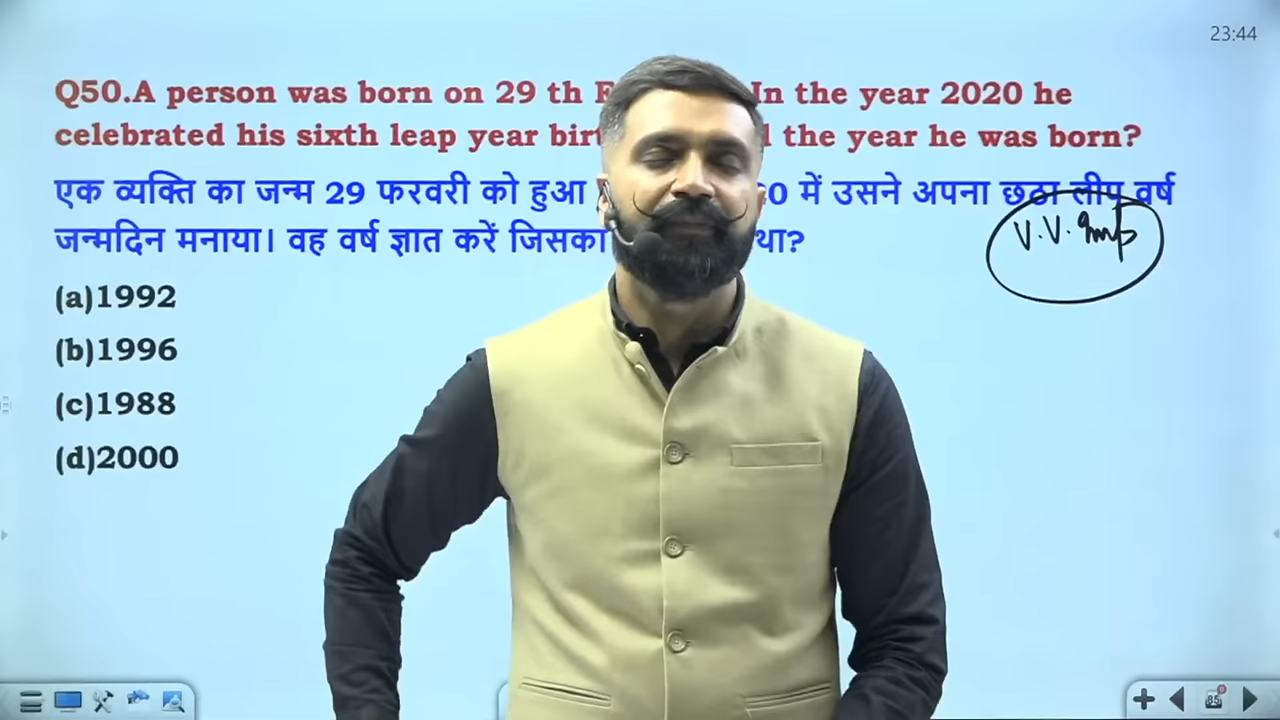 23:44
Q50.A person was born on 29 th In the year 2020 he
celebrated his sixth leap year the year he was born?
एक व्यक्ति का जन्म 29 फरवरी को हुआ में उसने अपना छठा लीप वर्ष
जन्मदिन मनाया। वह वर्ष ज्ञात करें जिसका था?
V.V. Imp
(a)1992
(b)1996
(c)1988
(d)2000
85